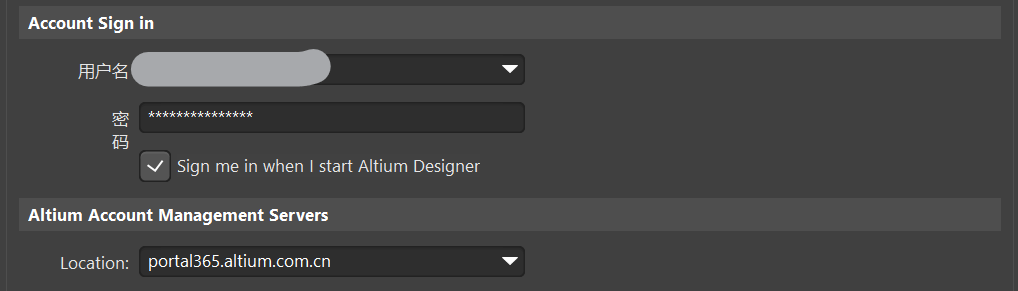 Account Sign in
用户名
密
码
***************
Sign me in when I start Altium Designer
Altium Account Management Servers
Location:
portal365.altium.com.cn